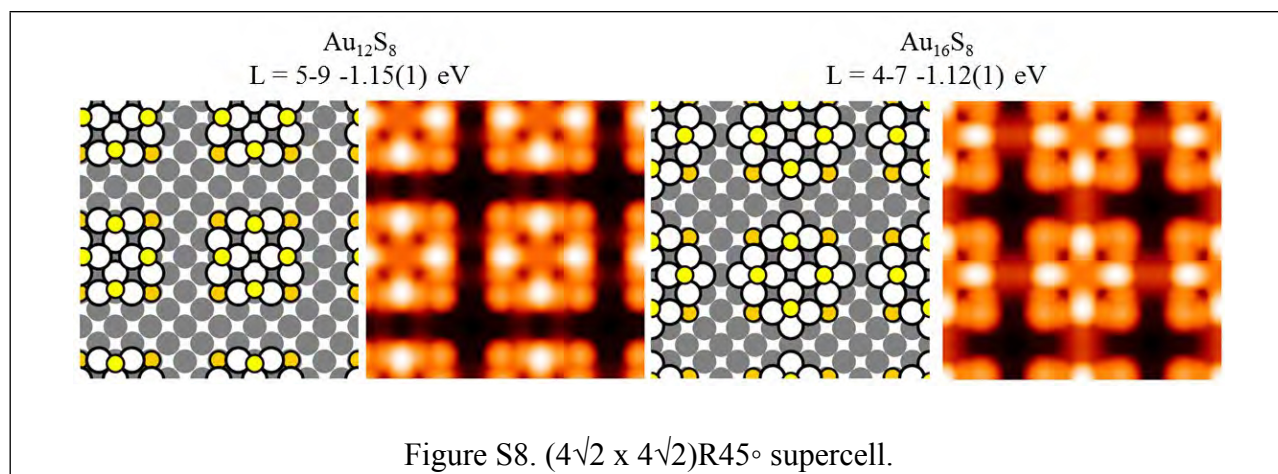 Au₁₂S₈
L = 5-9 -1.15(1) eV
Au₁₆S₈
L = 4-7 -1.12(1) eV
Figure S8. (4√2 x 4√2)R45◦ supercell.